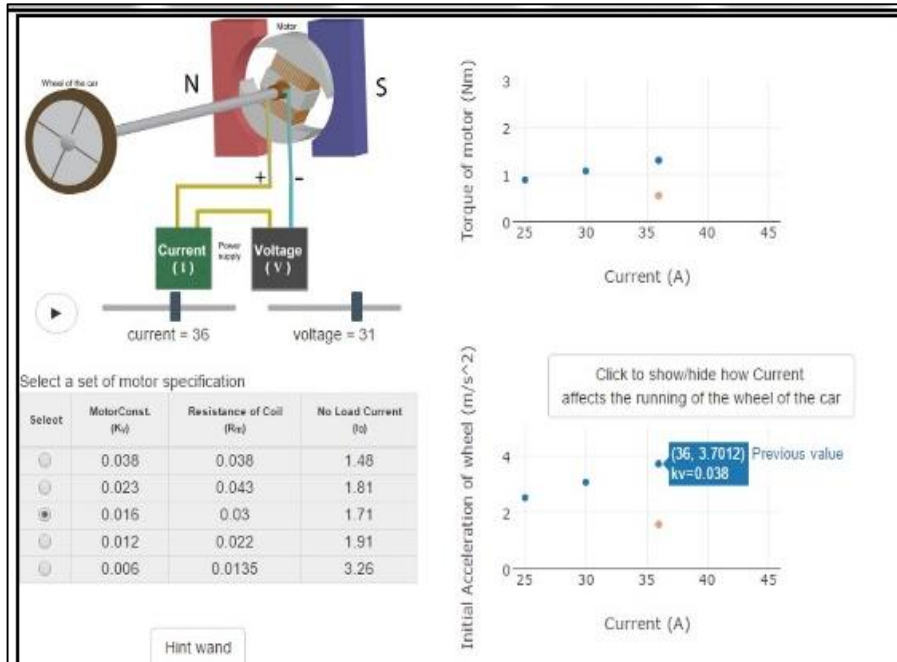 Motor
Wheel of the car
N
S
+
-
Current
( I )
Power
supply
Voltage
( V )
current = 36
voltage = 31
Select a set of motor specification
Select MotorConst. (Kv) Resistance of Coil (Rm) No Load Current (I0)
0.038 0.038 1.48
0.023 0.043 1.81
0.016 0.03 1.71
0.012 0.022 1.91
0.006 0.0135 3.26
Hint wand
Torque of motor (Nm)
3
2
1
0
25 30 35 40 45
Current (A)
Click to show/hide how Current
affects the running of the wheel of the car
Initial Acceleration of wheel (m/s^2)
4
(36, 3.7012) Previous value
kv=0.038
2
0
25 30 35 40 45
Current (A)